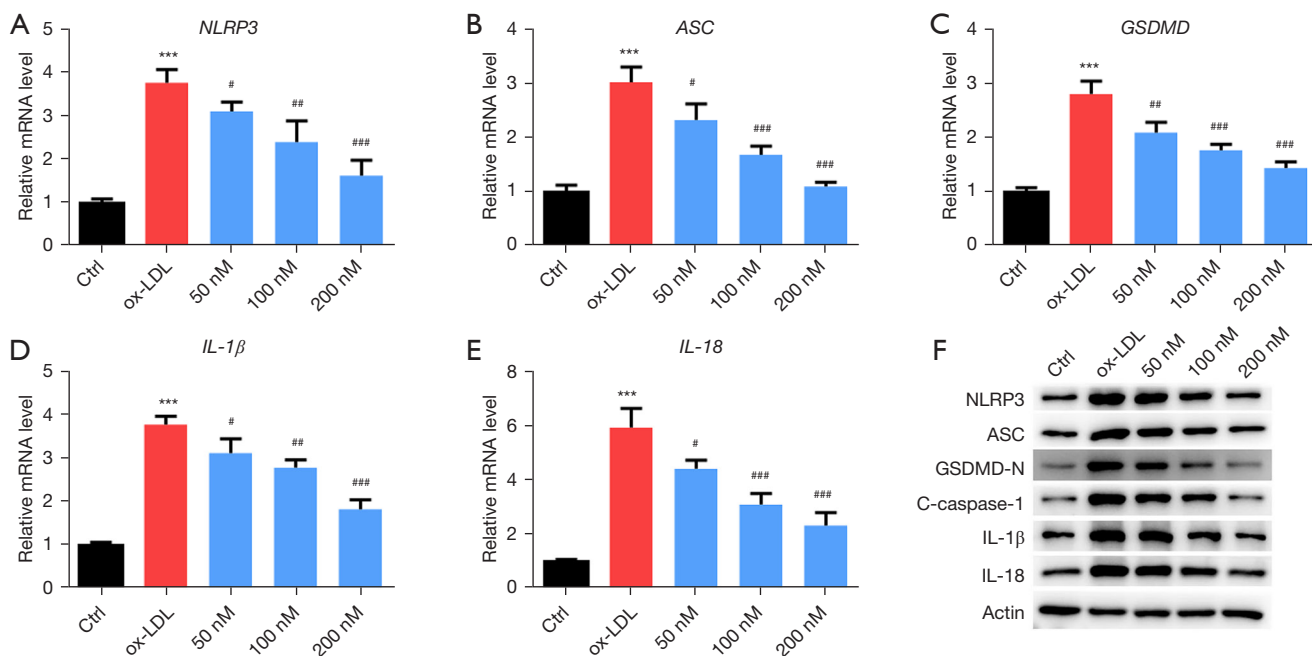 A
NLRP3
Relative mRNA level
5
4
3
2
1
0
***
#
##
###
Ctrl
ox-LDL
50 nM
100 nM
200 nM
B
ASC
Relative mRNA level
4
3
2
1
0
***
#
###
###
Ctrl
ox-LDL
50 nM
100 nM
200 nM
C
GSDMD
Relative mRNA level
4
3
2
1
0
***
##
###
###
Ctrl
ox-LDL
50 nM
100 nM
200 nM
D
IL-1β
Relative mRNA level
5
4
3
2
1
0
***
#
##
###
Ctrl
ox-LDL
50 nM
100 nM
200 nM
E
IL-18
Relative mRNA level
8
6
4
2
0
***
#
###
###
Ctrl
ox-LDL
50 nM
100 nM
200 nM
F
Ctrl
ox-LDL
50 nM
100 nM
200 nM
NLRP3
ASC
GSDMD-N
C-caspase-1
IL-1β
IL-18
Actin